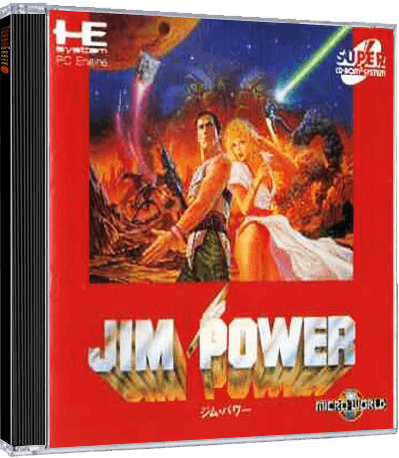 HE
SYSTEM
PC Engine
SUPER
CD-ROM² SYSTEM
JIM POWER
ジム・パワー
MICRO WORLD